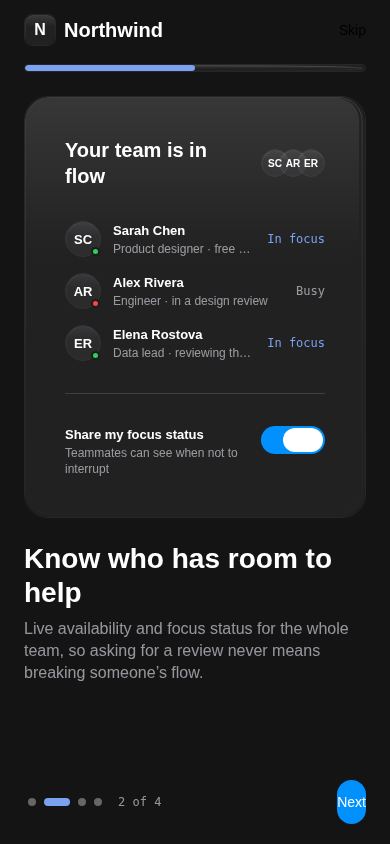 N Northwind Skip
Your team is in
flow
SC AR ER
SC Sarah Chen
Product designer · free …
In focus
AR Alex Rivera
Engineer · in a design review
Busy
ER Elena Rostova
Data lead · reviewing th…
In focus
Share my focus status
Teammates can see when not to
interrupt
Know who has room to
help
Live availability and focus status for the whole
team, so asking for a review never means
breaking someone’s flow.
2 of 4
Next